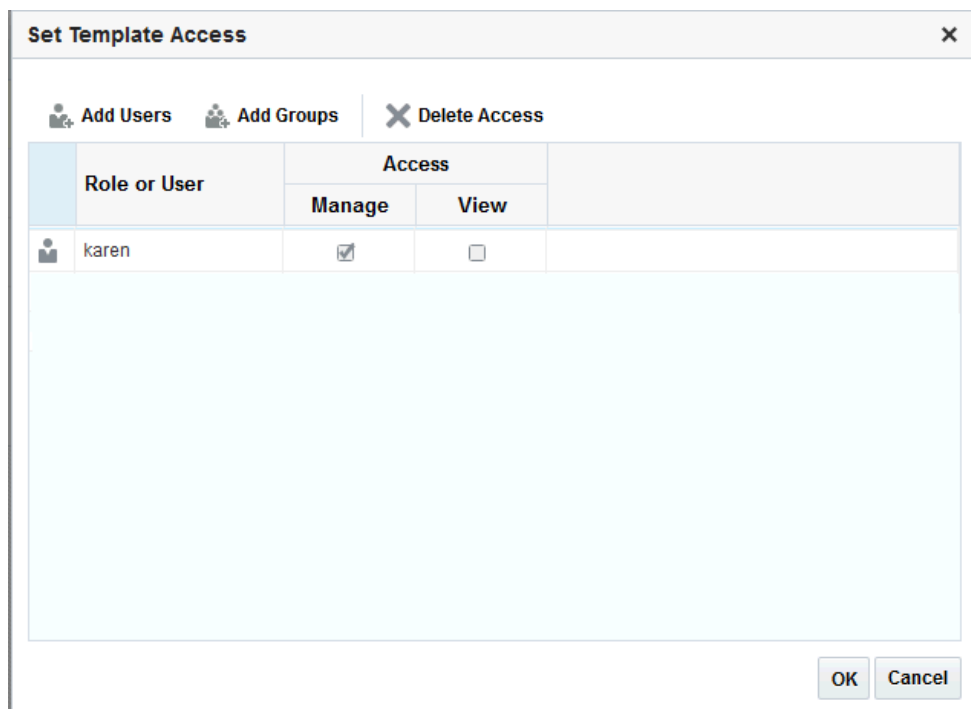 Set Template Access
Add Users Add Groups Delete Access
Role or User Access
Manage View
karen
OK Cancel